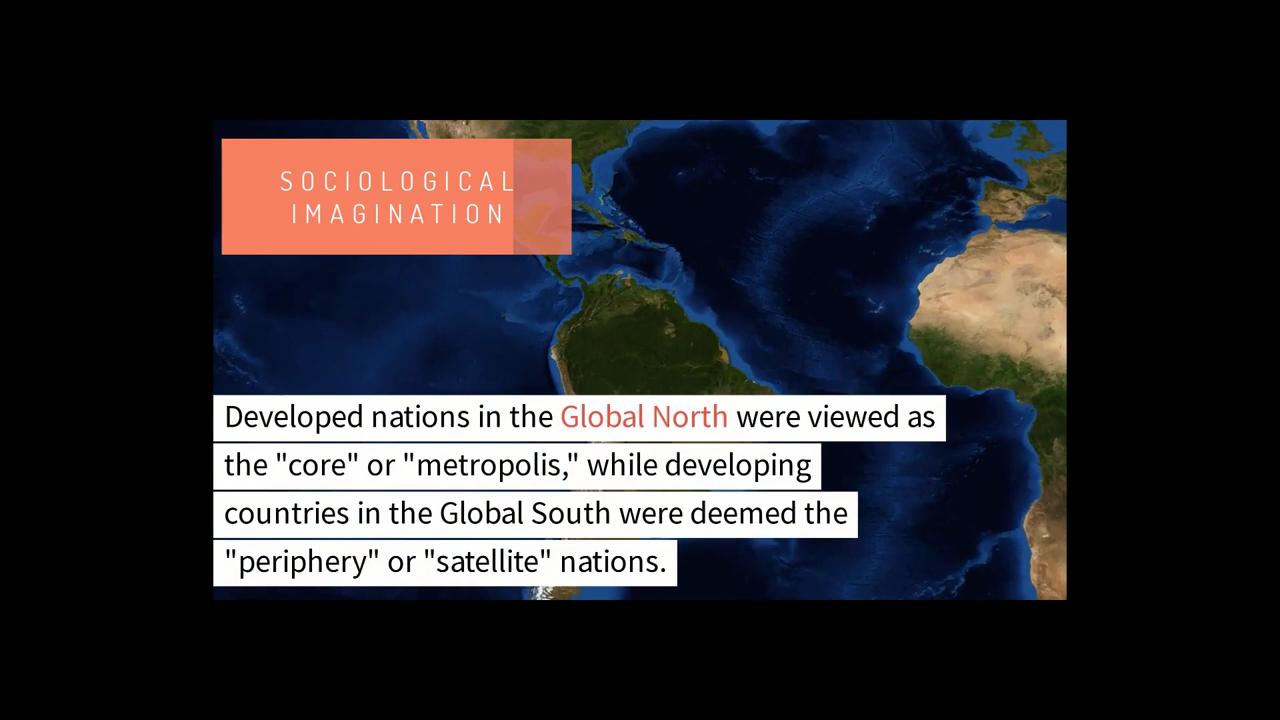 SOCIOLOGICAL
IMAGINATION
Developed nations in the Global North were viewed as
the "core" or "metropolis," while developing
countries in the Global South were deemed the
"periphery" or "satellite" nations.